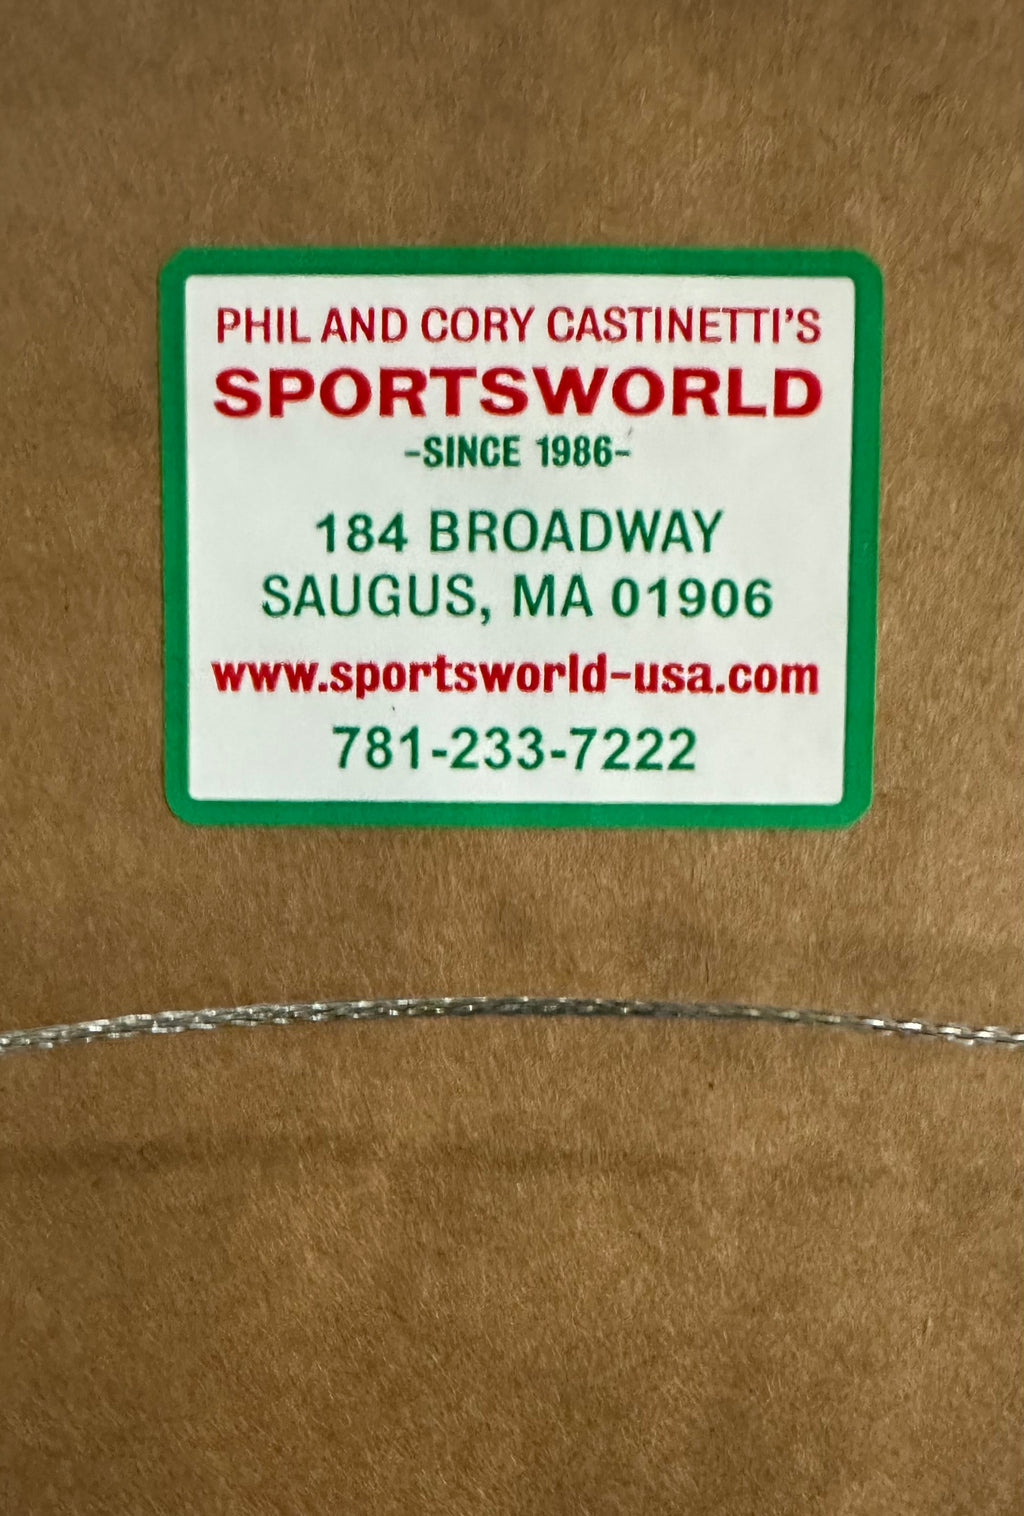 PHIL AND CORY CASTINETTI'S
SPORTSWORLD
-SINCE 1986-
184 BROADWAY
SAUGUS, MA 01906
www.sportsworld-usa.com
781-233-7222